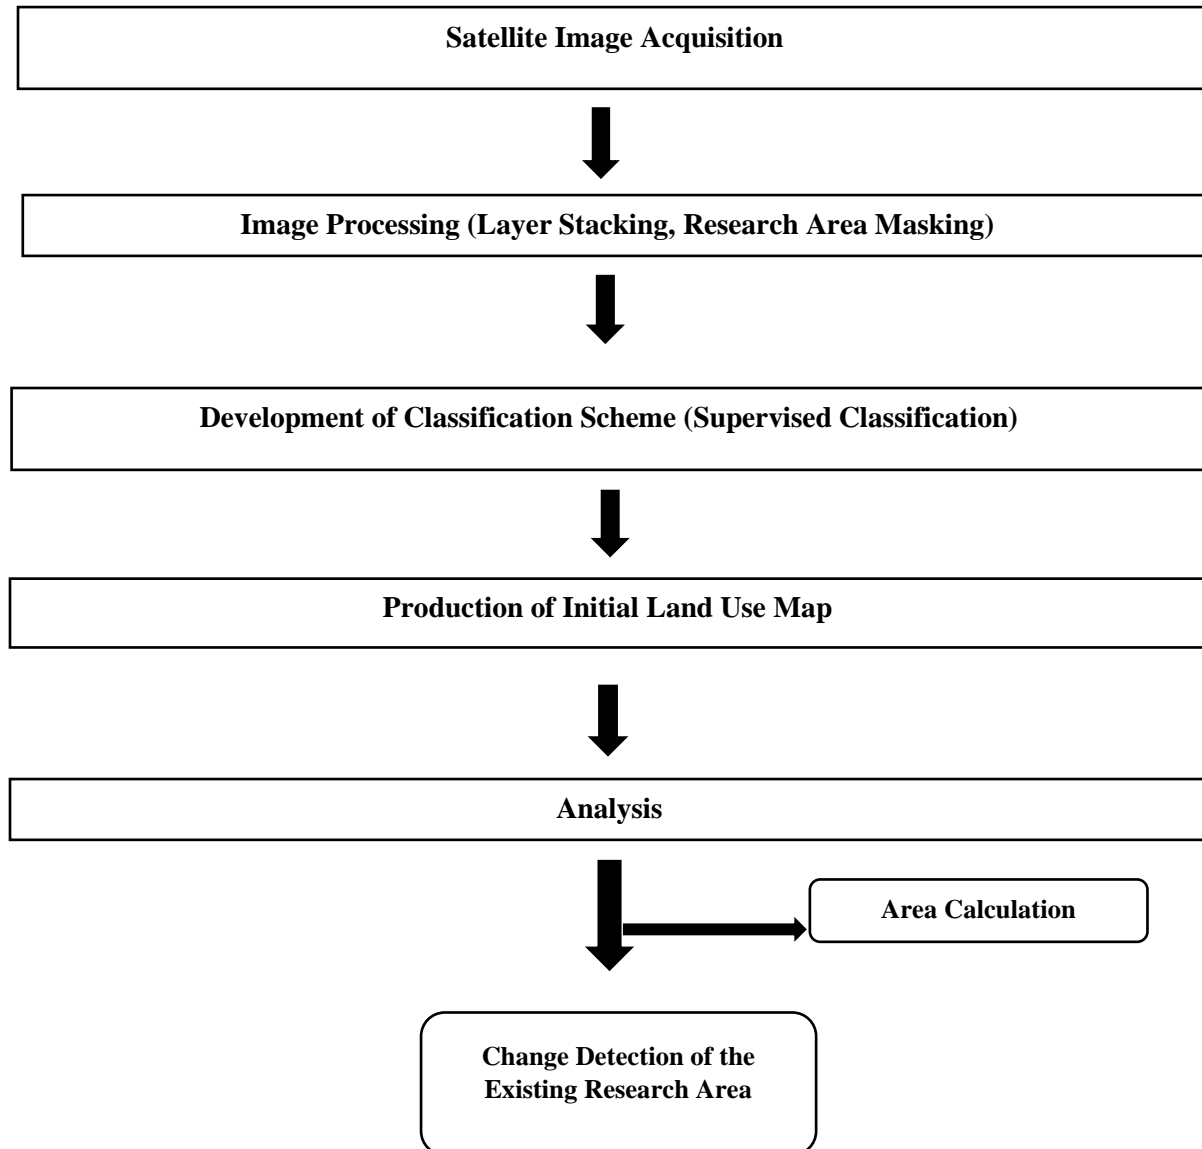 Satellite Image Acquisition
Image Processing (Layer Stacking, Research Area Masking)
Development of Classification Scheme (Supervised Classification)
Production of Initial Land Use Map
Analysis
Area Calculation
Change Detection of the
Existing Research Area